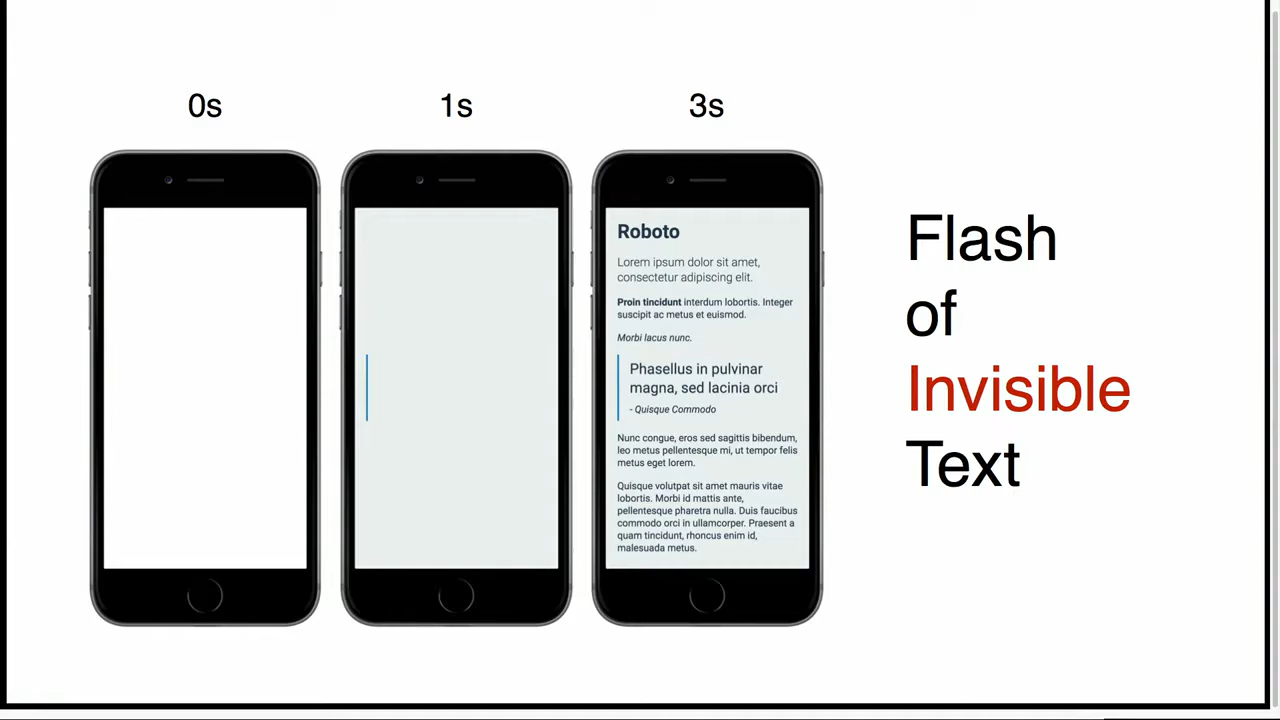 0s
1s
3s
Roboto
Lorem ipsum dolor sit amet,
consectetur adipiscing elit.
Proin tincidunt interdum lobortis. Integer
suscipit ac metus et euismod.
Morbi lacus nunc.
Phasellus in pulvinar
magna, sed lacinia orci
- Quisque Commodo
Nunc congue, eros sed sagittis bibendum,
leo metus pellentesque mi, ut tempor felis
metus eget lorem.
Quisque volutpat sit amet mauris vitae
lobortis. Morbi id mattis ante,
pellentesque pharetra nulla. Duis faucibus
commodo orci in ullamcorper. Praesent a
quam tincidunt, rhoncus enim id,
malesuada metus.
Flash
of
Invisible
Text